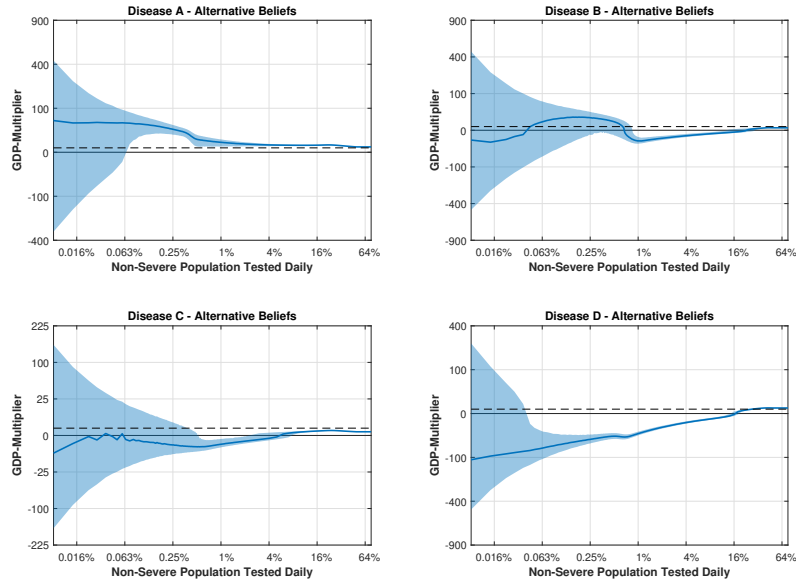 Disease A - Alternative Beliefs
900
400
100
0
-100
-400
GDP-Multiplier
0.016% 0.063% 0.25% 1% 4% 16% 64%
Non-Severe Population Tested Daily
Disease B - Alternative Beliefs
900
400
100
0
-100
-400
-900
GDP-Multiplier
0.016% 0.063% 0.25% 1% 4% 16% 64%
Non-Severe Population Tested Daily
Disease C - Alternative Beliefs
225
100
25
0
-25
-100
-225
GDP-Multiplier
0.016% 0.063% 0.25% 1% 4% 16% 64%
Non-Severe Population Tested Daily
Disease D - Alternative Beliefs
400
100
0
-100
-400
-900
GDP-Multiplier
0.016% 0.063% 0.25% 1% 4% 16% 64%
Non-Severe Population Tested Daily